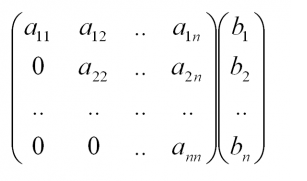 a₁₁ a₁₂ .. a₁ₙ b₁
0 a₂₂ .. a₂ₙ b₂
.. .. .. .. ..
0 0 .. aₙₙ bₙ